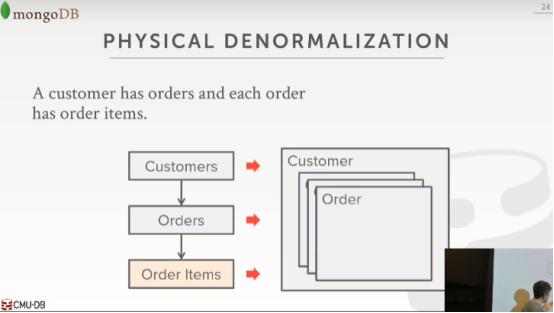 mongoDB
24
PHYSICAL DENORMALIZATION
A customer has orders and each order
has order items.
Customers
Orders
Order Items
Customer
Order
CMU·DB